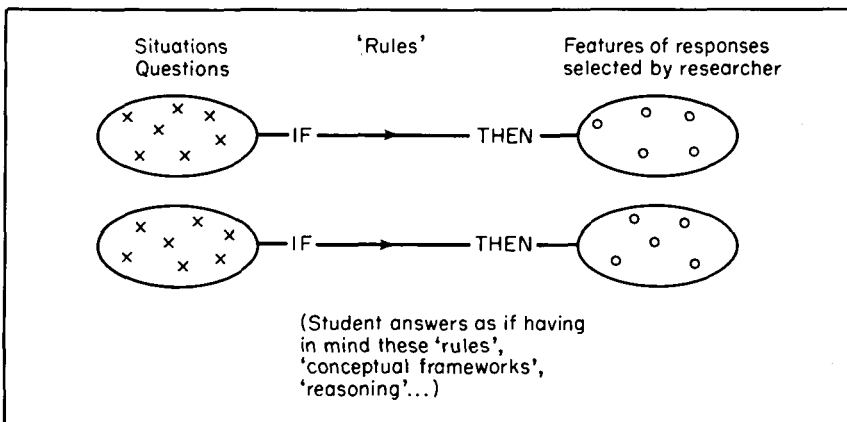 Situations
Questions
'Rules'
Features of responses
selected by researcher
IF
THEN
IF
THEN
(Student answers as if having
in mind these 'rules',
'conceptual frameworks',
'reasoning'...)